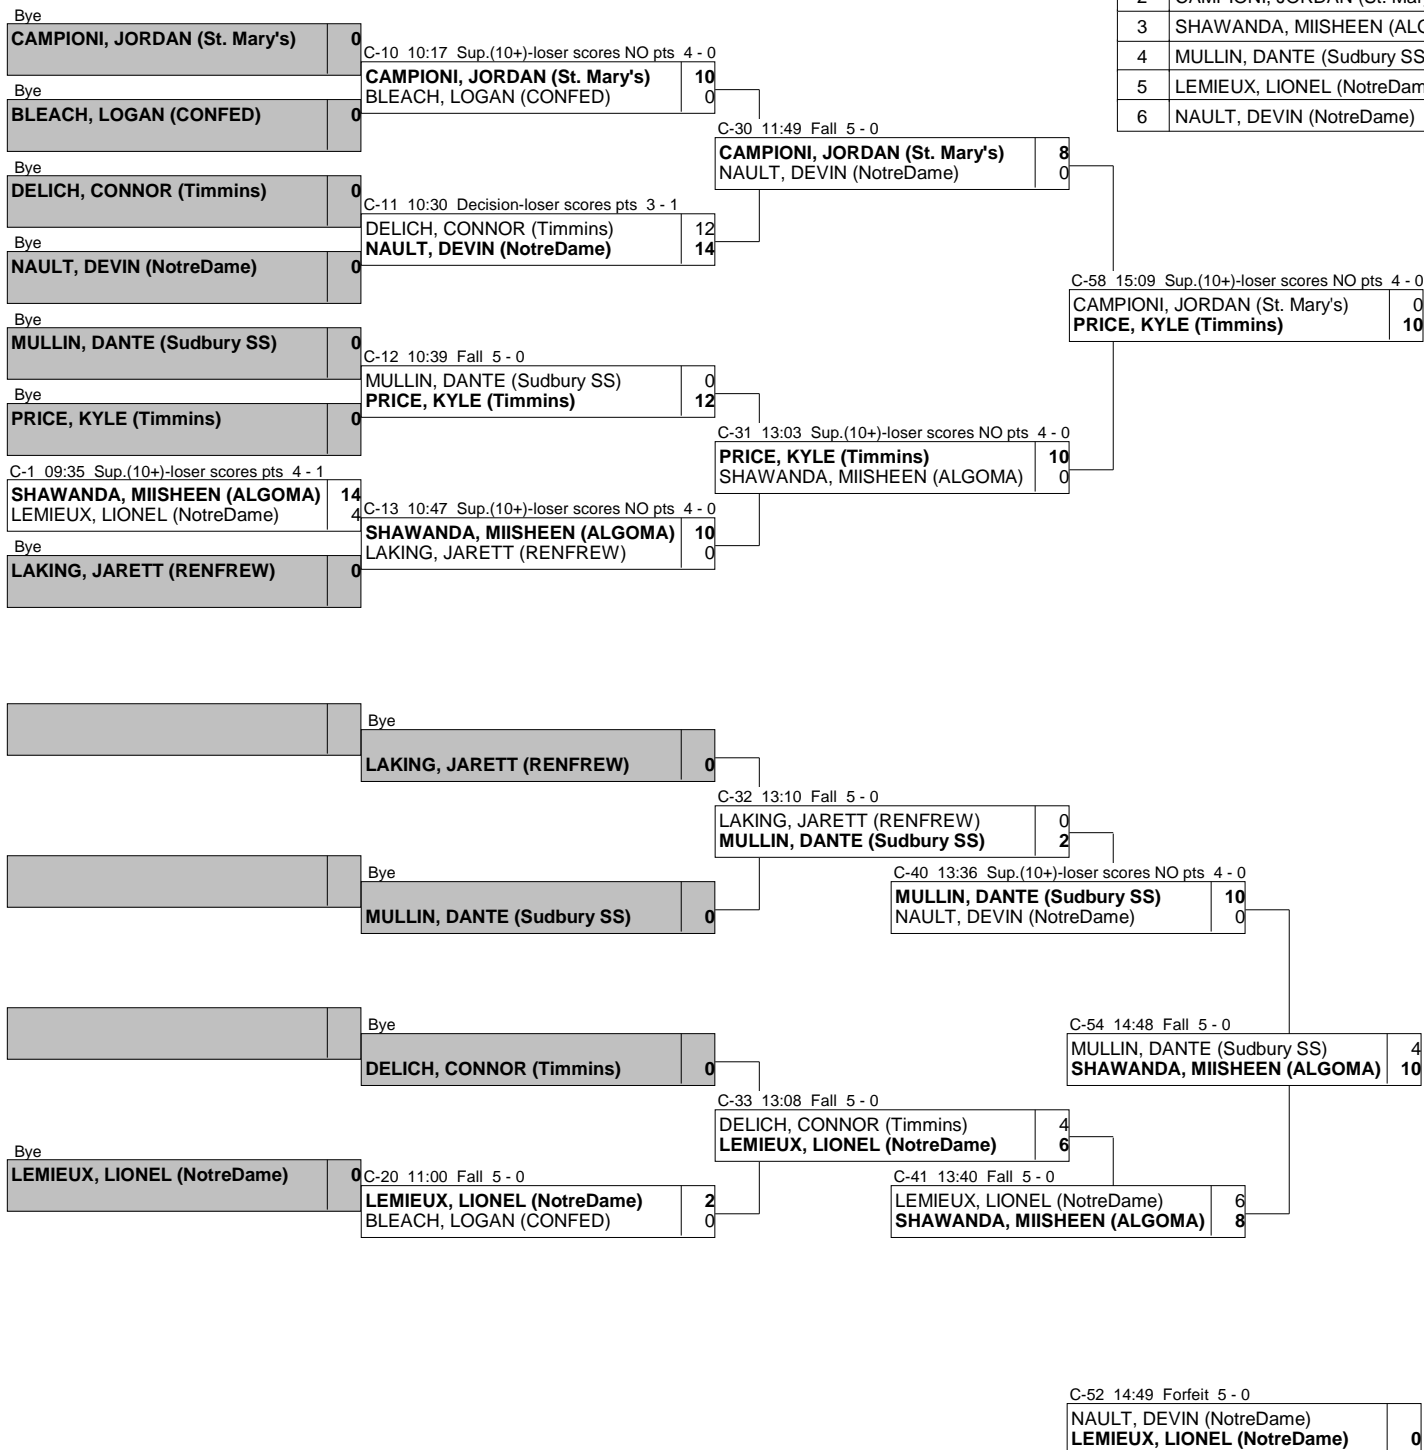 2 CAMPIONI, JORDAN (St.
3 SHAWANDA, MIISHEEN
4 MULLIN, DANTE (Sudbury SS
5 LEMIEUX, LIONEL
6 NAULT, DEVIN (NotreDame)
Bye
CAMPIONI, JORDAN (St. Mary's) 0
Bye
BLEACH, LOGAN (CONFED) 0
Bye
DELICH, CONNOR (Timmins) 0
Bye
NAULT, DEVIN (NotreDame) 0
Bye
MULLIN, DANTE (Sudbury SS) 0
Bye
PRICE, KYLE (Timmins) 0
C-1 09:35 Sup.(10+)-loser scores pts 4 - 1
SHAWANDA, MIISHEEN (ALGOMA) 14
LEMIEUX, LIONEL (NotreDame) 4
Bye
LAKING, JARETT (RENFREW) 0
C-10 10:17 Sup.(10+)-loser scores NO pts 4 - 0
CAMPIONI, JORDAN (St. Mary's) 10
BLEACH, LOGAN (CONFED) 0
C-11 10:30 Decision-loser scores pts 3 - 1
DELICH, CONNOR (Timmins) 12
NAULT, DEVIN (NotreDame) 14
C-12 10:39 Fall 5 - 0
MULLIN, DANTE (Sudbury SS) 0
PRICE, KYLE (Timmins) 12
C-13 10:47 Sup.(10+)-loser scores NO pts 4 - 0
SHAWANDA, MIISHEEN (ALGOMA) 10
LAKING, JARETT (RENFREW) 0
C-30 11:49 Fall 5 - 0
CAMPIONI, JORDAN (St. Mary's) 8
NAULT, DEVIN (NotreDame) 0
C-31 13:03 Sup.(10+)-loser scores NO pts 4 - 0
PRICE, KYLE (Timmins) 10
SHAWANDA, MIISHEEN (ALGOMA) 0
C-58 15:09 Sup.(10+)-loser scores NO pts 4 - 0
CAMPIONI, JORDAN (St. Mary's) 0
PRICE, KYLE (Timmins) 10
Bye
LAKING, JARETT (RENFREW) 0
Bye
MULLIN, DANTE (Sudbury SS) 0
Bye
DELICH, CONNOR (Timmins) 0
Bye
LEMIEUX, LIONEL (NotreDame) 0
C-20 11:00 Fall 5 - 0
LEMIEUX, LIONEL (NotreDame) 2
BLEACH, LOGAN (CONFED) 0
C-32 13:10 Fall 5 - 0
LAKING, JARETT (RENFREW) 0
MULLIN, DANTE (Sudbury SS) 2
C-33 13:08 Fall 5 - 0
DELICH, CONNOR (Timmins) 4
LEMIEUX, LIONEL (NotreDame) 6
C-40 13:36 Sup.(10+)-loser scores NO pts 4 - 0
MULLIN, DANTE (Sudbury SS) 10
NAULT, DEVIN (NotreDame) 0
C-41 13:40 Fall 5 - 0
LEMIEUX, LIONEL (NotreDame) 6
SHAWANDA, MIISHEEN (ALGOMA) 8
C-54 14:48 Fall 5 - 0
MULLIN, DANTE (Sudbury SS) 4
SHAWANDA, MIISHEEN (ALGOMA) 10
C-52 14:49 Forfeit 5 - 0
NAULT, DEVIN (NotreDame)
LEMIEUX, LIONEL (NotreDame) 0